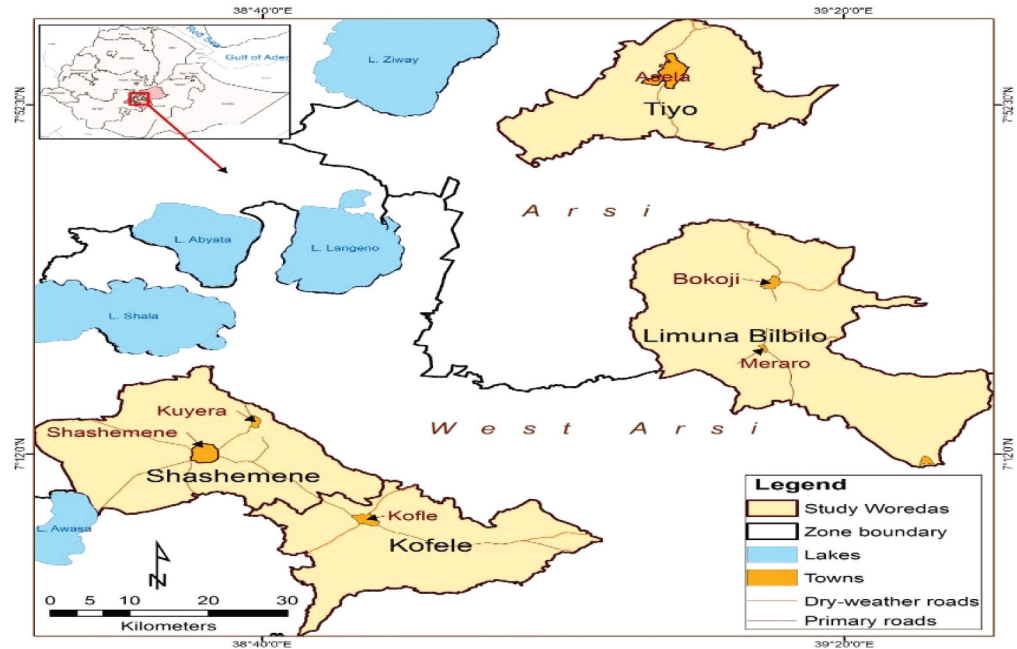 38°40'0"E
39°20'0"E
Red Sea
Gulf of Aden
L. Ziway
Asela
Tiyo
7°52'30"N
7°52'30"N
Arsi
L. Abyata
L. Langeno
Bokoji
L. Shala
Limuna Bilbilo
Meraro
Kuyera
West Arsi
Shashemene
7°12'0"N
7°12'0"N
Shashemene
Legend
Study Woredas
Kofle
L. Awasa
Zone boundary
Kofele
Lakes
N
Towns
0 5 10 20 30
Dry-weather roads
Kilometers
Primary roads
38°40'0"E
39°20'0"E